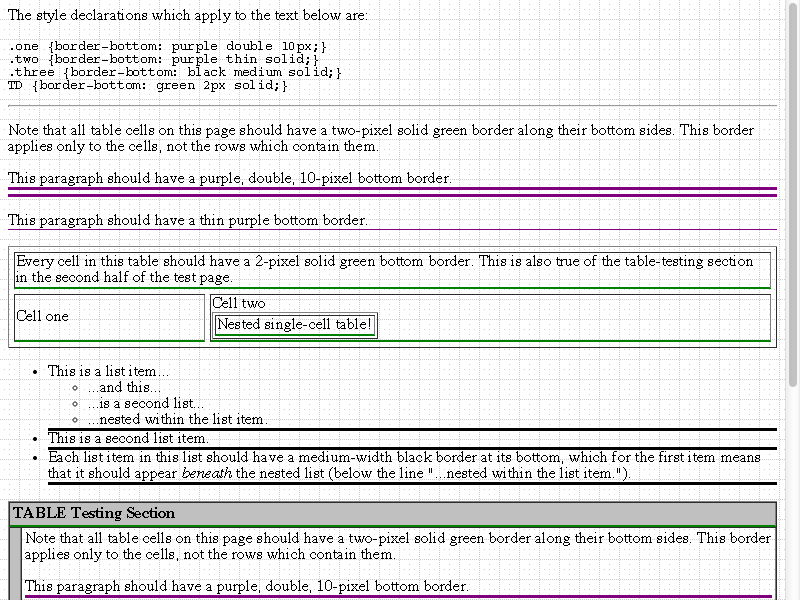 The style declarations which apply to the text below are:
.one {border-bottom: purple double 10px;}
.two {border-bottom: purple thin solid;}
.three {border-bottom: black medium solid;}
TD {border-bottom: green 2px solid;}
Note that all table cells on this page should have a two-pixel solid green border along their bottom sides. This border
applies only to the cells, not the rows which contain them.
This paragraph should have a purple, double, 10-pixel bottom border.
This paragraph should have a thin purple bottom border.
Every cell in this table should have a 2-pixel solid green bottom border. This is also true of the table-testing section
in the second half of the test page.
Cell one
Cell two
Nested single-cell table!
This is a list item...
...and this...
...is a second list...
...nested within the list item.
This is a second list item.
Each list item in this list should have a medium-width black border at its bottom, which for the first item means
that it should appear beneath the nested list (below the line "...nested within the list item.").
TABLE Testing Section
Note that all table cells on this page should have a two-pixel solid green border along their bottom sides. This border
applies only to the cells, not the rows which contain them.
This paragraph should have a purple, double, 10-pixel bottom border.